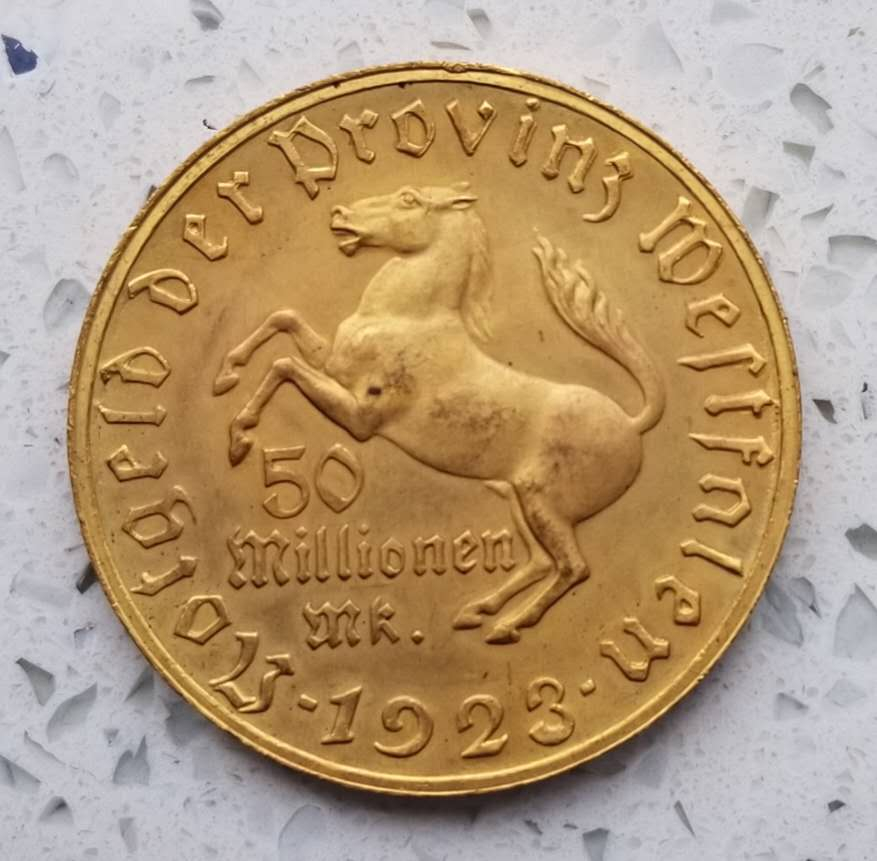 Notgeld der Provinz Westfalen
50
Millionen
Mk.
·1923·